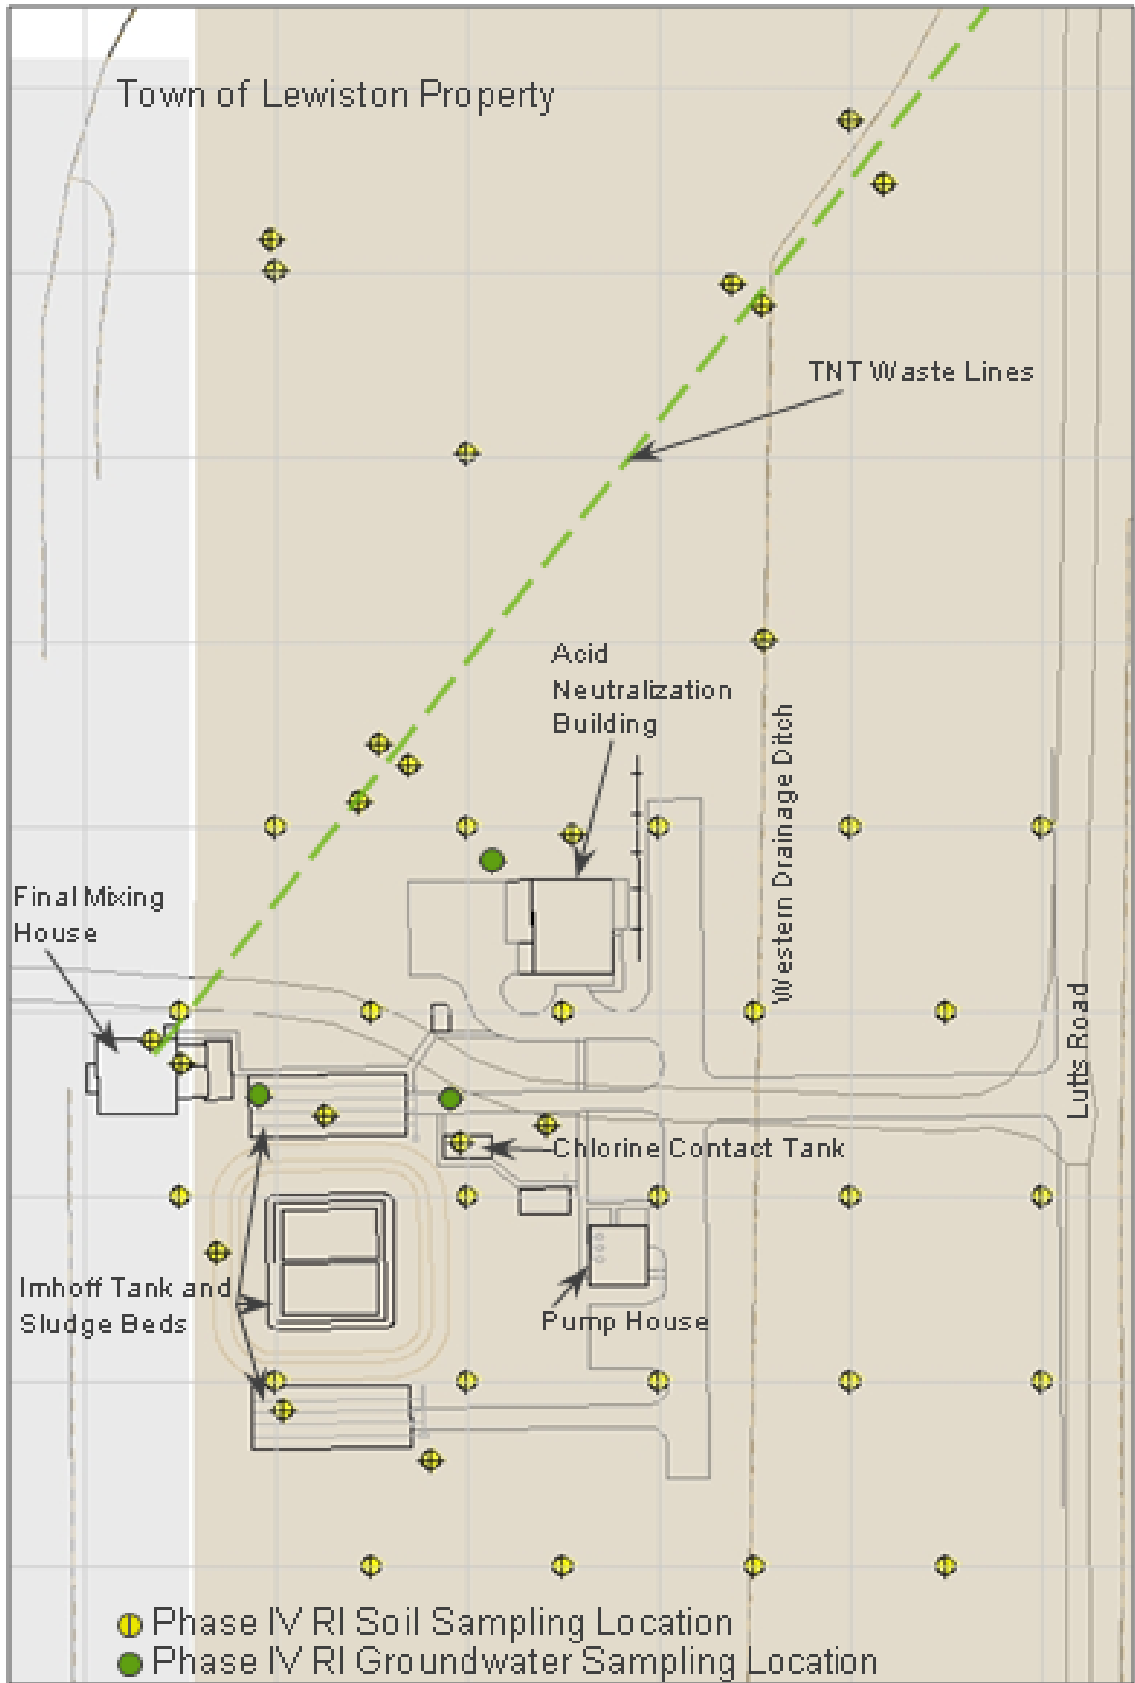 Town of Lewiston Property
TNT Waste Lines
Acid
Neutralization
Building
Western Drainage Ditch
Final Mixing
House
Lutts Road
Chlorine Contact Tank
Imhoff Tank and
Sludge Beds
Pump House
Phase IV RI Soil Sampling Location
Phase IV RI Groundwater Sampling Location